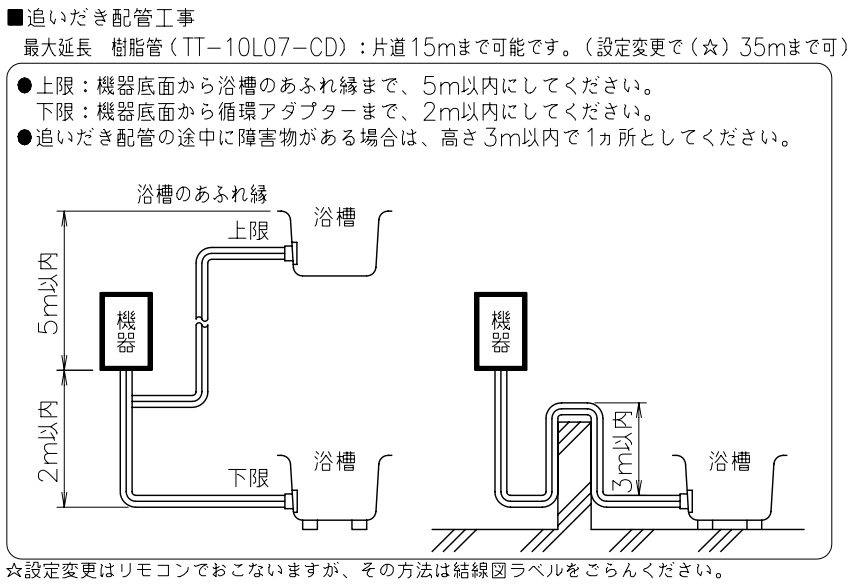 ■追いだき配管工事
最大延長 樹脂管(TT-10L07-CD):片道15mまで可能です。(設定変更で(☆)35mまで可)
●上限:機器底面から浴槽のあふれ縁まで、5m以内にしてください。
下限:機器底面から循環アダプターまで、2m以内にしてください。
●追いだき配管の途中に障害物がある場合は、高さ3m以内で1ヵ所としてください。
浴槽のあふれ縁
浴槽
上限
5m以内
機器
機器
2m以内
3m以内
下限
浴槽
浴槽
☆設定変更はリモコンでおこないますが、その方法は結線図ラベルをごらんください。